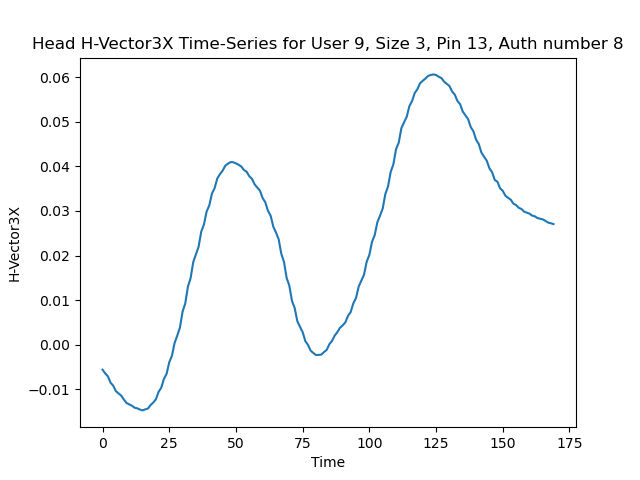 Head H-Vector3X Time-Series for User 9, Size 3, Pin 13, Auth number 8
0.06
0.05
0.04
0.03
0.02
0.01
0.00
−0.01
H-Vector3X
0 25 50 75 100 125 150 175
Time